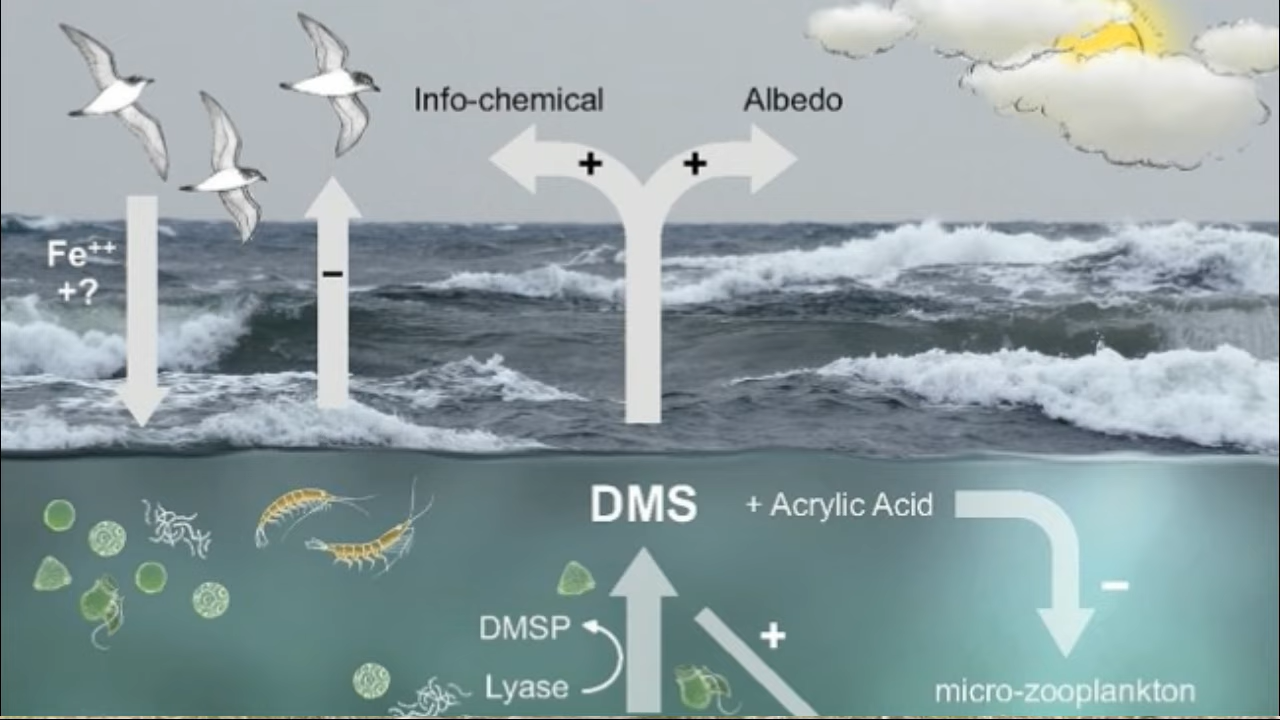 Info-chemical
Albedo
+
+
Fe⁺⁺
+?
−
DMS + Acrylic Acid
−
DMSP
+
Lyase
micro-zooplankton